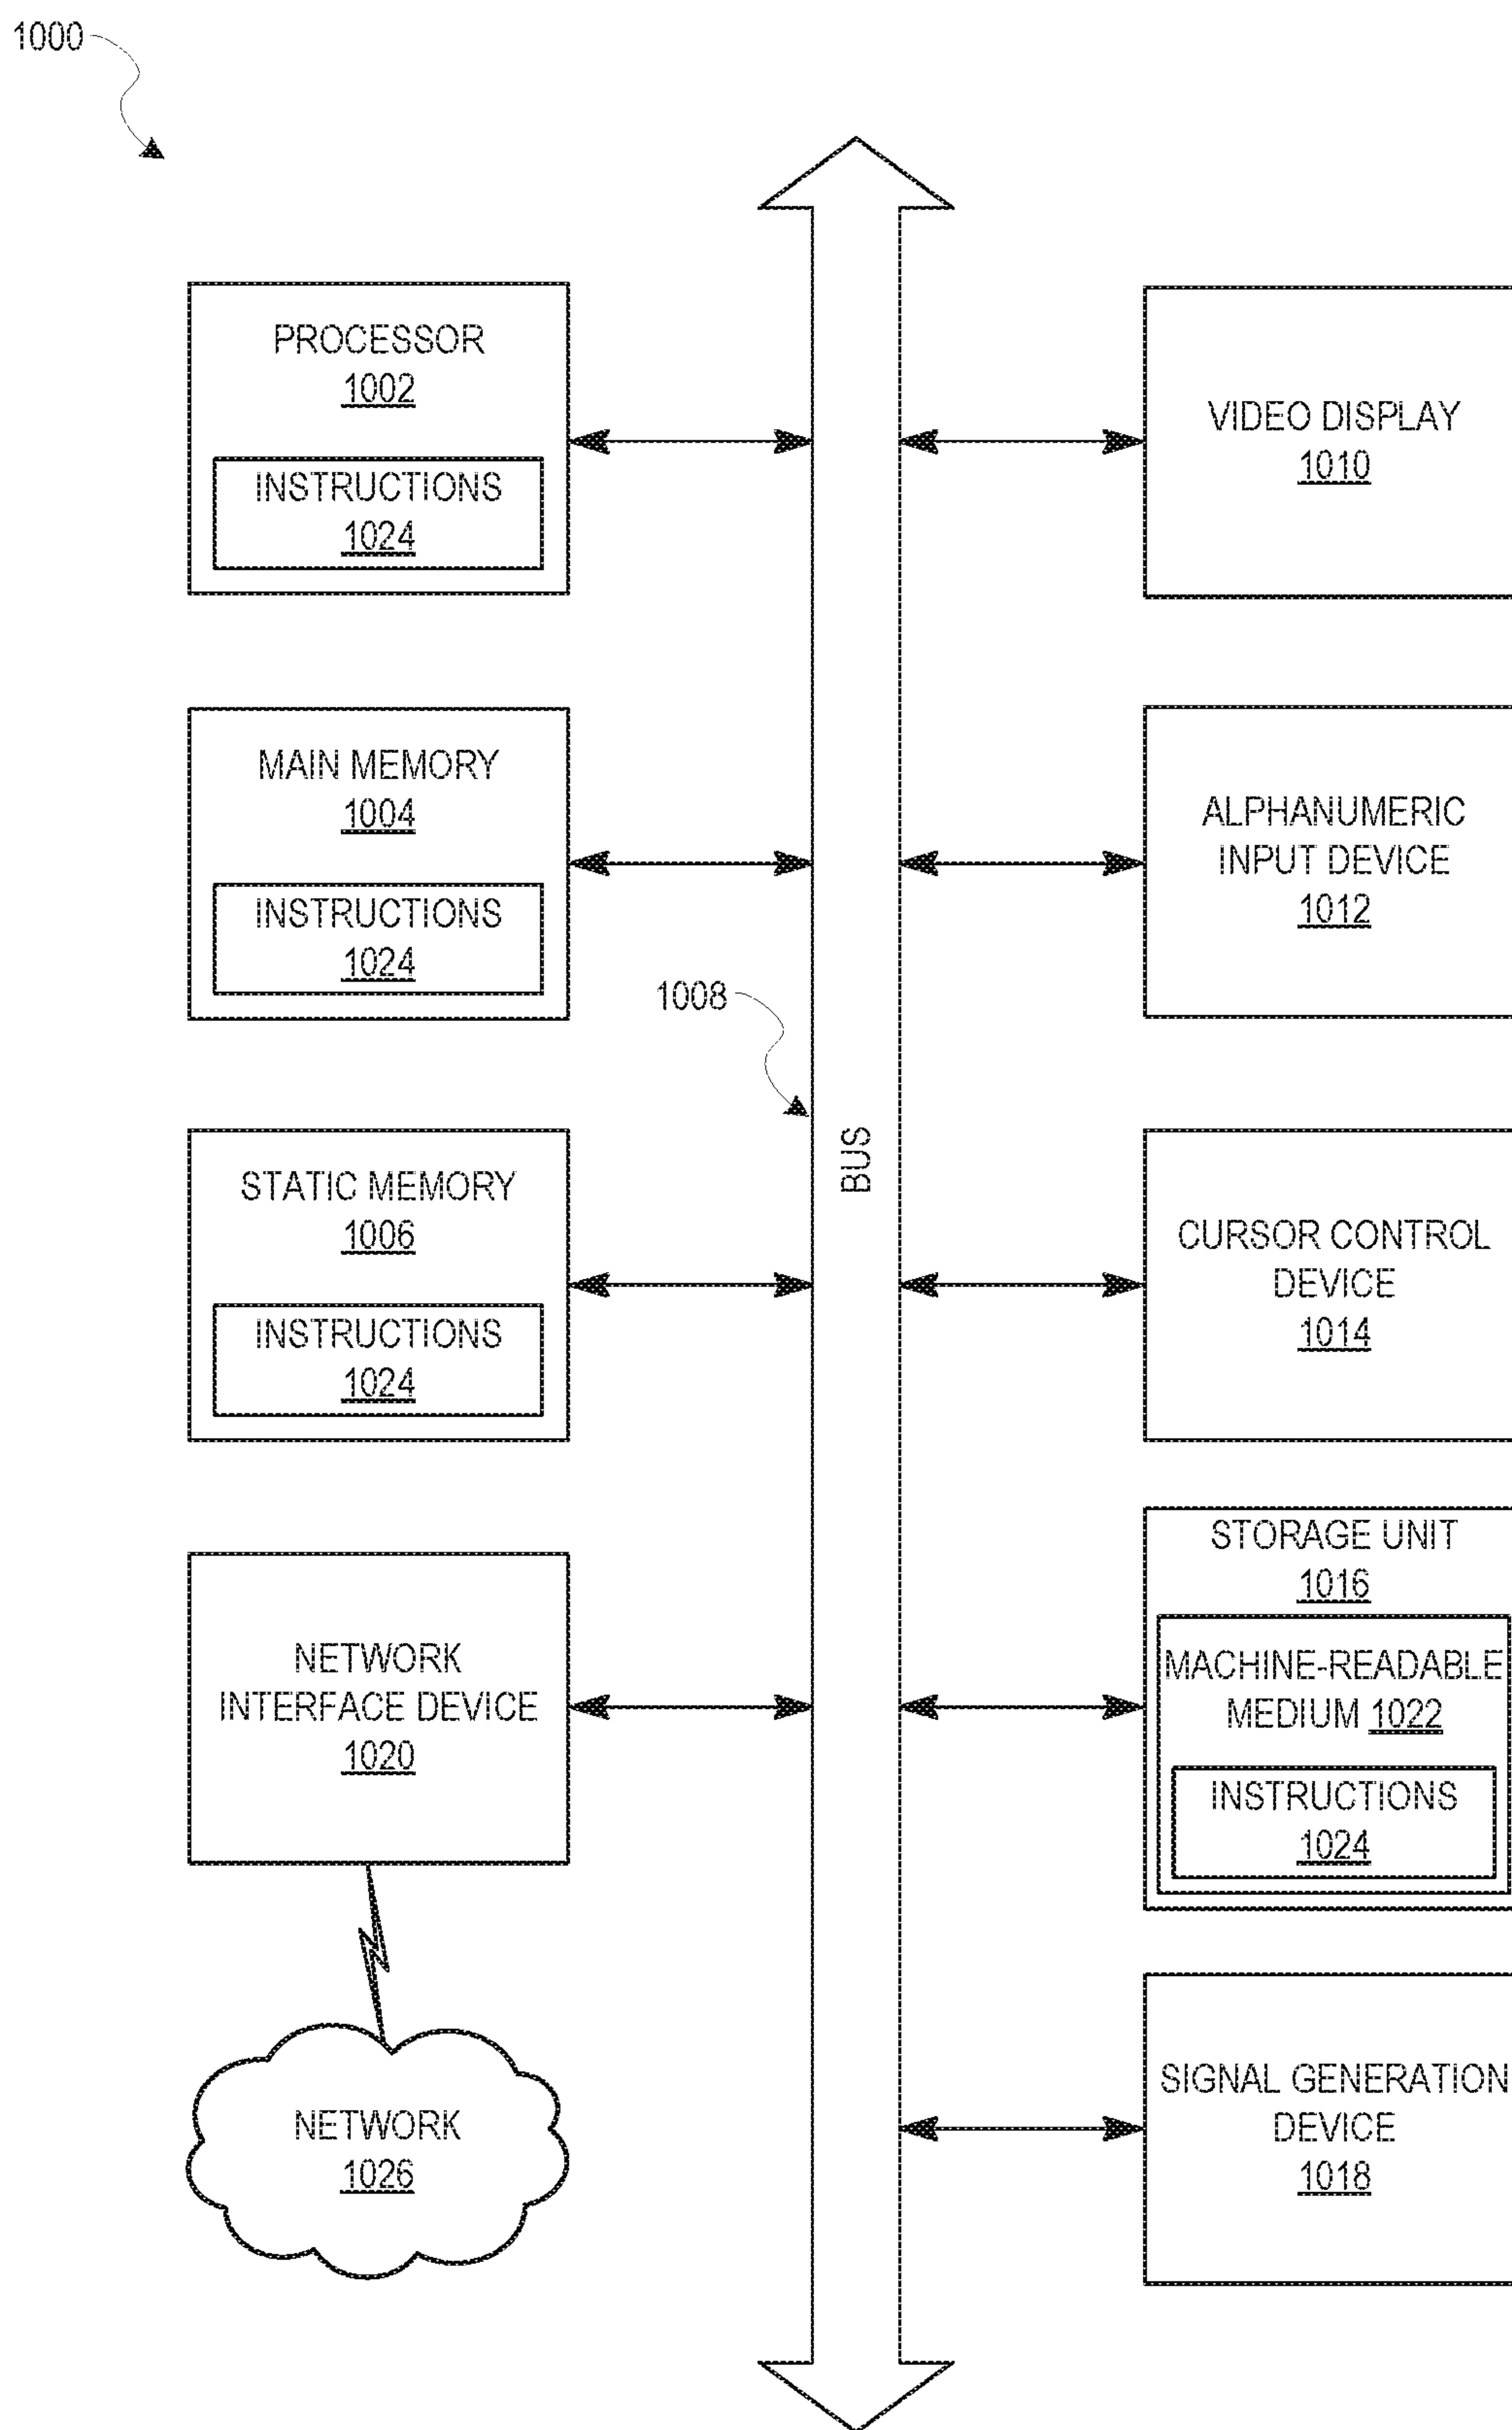 1000
PROCESSOR
1002
INSTRUCTIONS
1024
MAIN MEMORY
1004
INSTRUCTIONS
1024
STATIC MEMORY
1006
INSTRUCTIONS
1024
NETWORK
INTERFACE DEVICE
1020
NETWORK
1026
1008
BUS
VIDEO DISPLAY
1010
ALPHANUMERIC
INPUT DEVICE
1012
CURSOR CONTROL
DEVICE
1014
STORAGE UNIT
1016
MACHINE-READABLE
MEDIUM 1022
INSTRUCTIONS
1024
SIGNAL GENERATION
DEVICE
1018